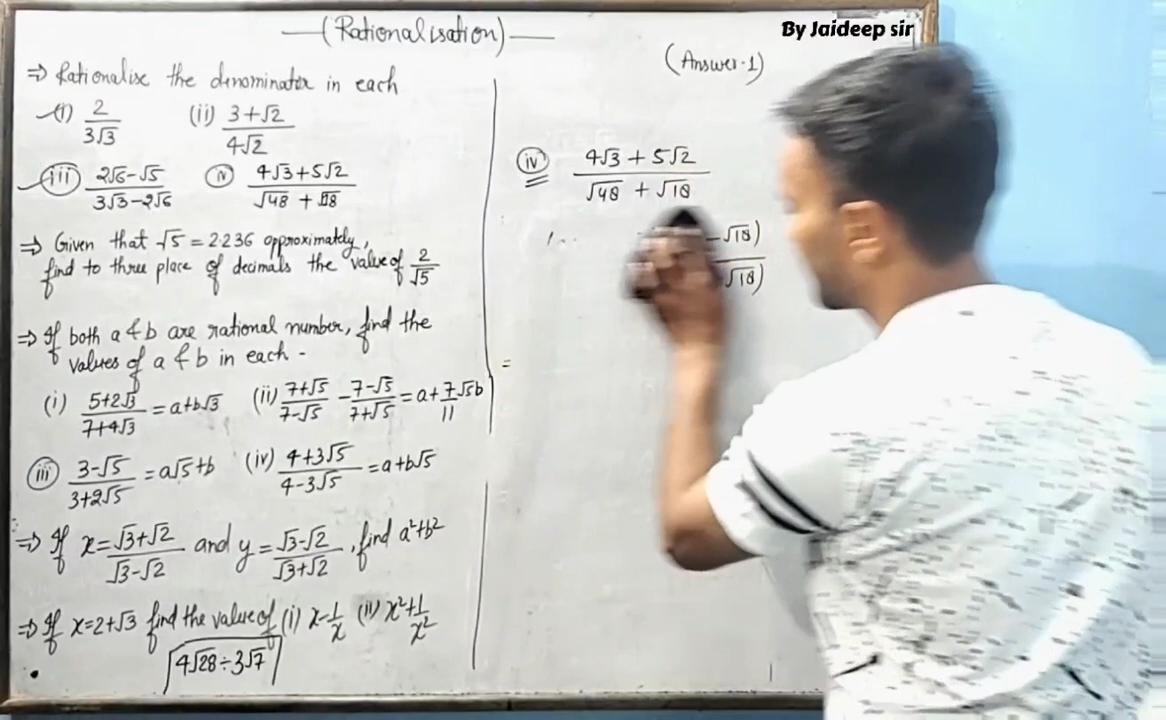 By Jaideep sir
—(Rationalisation)—
⇒ Rationalise the denominator in each
(i) 2/3√3 (ii) 3+√2/4√2
(iii) 2√6-√5/3√3-2√6 (iv) 4√3+5√2/√48 + √18
⇒ Given that √5 = 2.236 approximately,
find to three place of decimals the value of 2/√5
⇒ If both a & b are rational number, find the
values of a & b in each -
(i) 5+2√3/7+4√3 = a+b√3 (ii) 7+√5/7-√5 - 7-√5/7+√5 = a+7/11√5b
(iii) 3-√5/3+2√5 = a√5+b (iv) 4+3√5/4-3√5 = a+b√5
⇒ If x = √3+√2/√3-√2 and y = √3-√2/√3+√2, find a²+b²
⇒ If x=2+√3 find the value of (i) x-1/x (ii) x²+1/x²
4√28÷3√7
(Answer-1)
(iv) 4√3 + 5√2/√48 + √18
-√18)
√18)
=